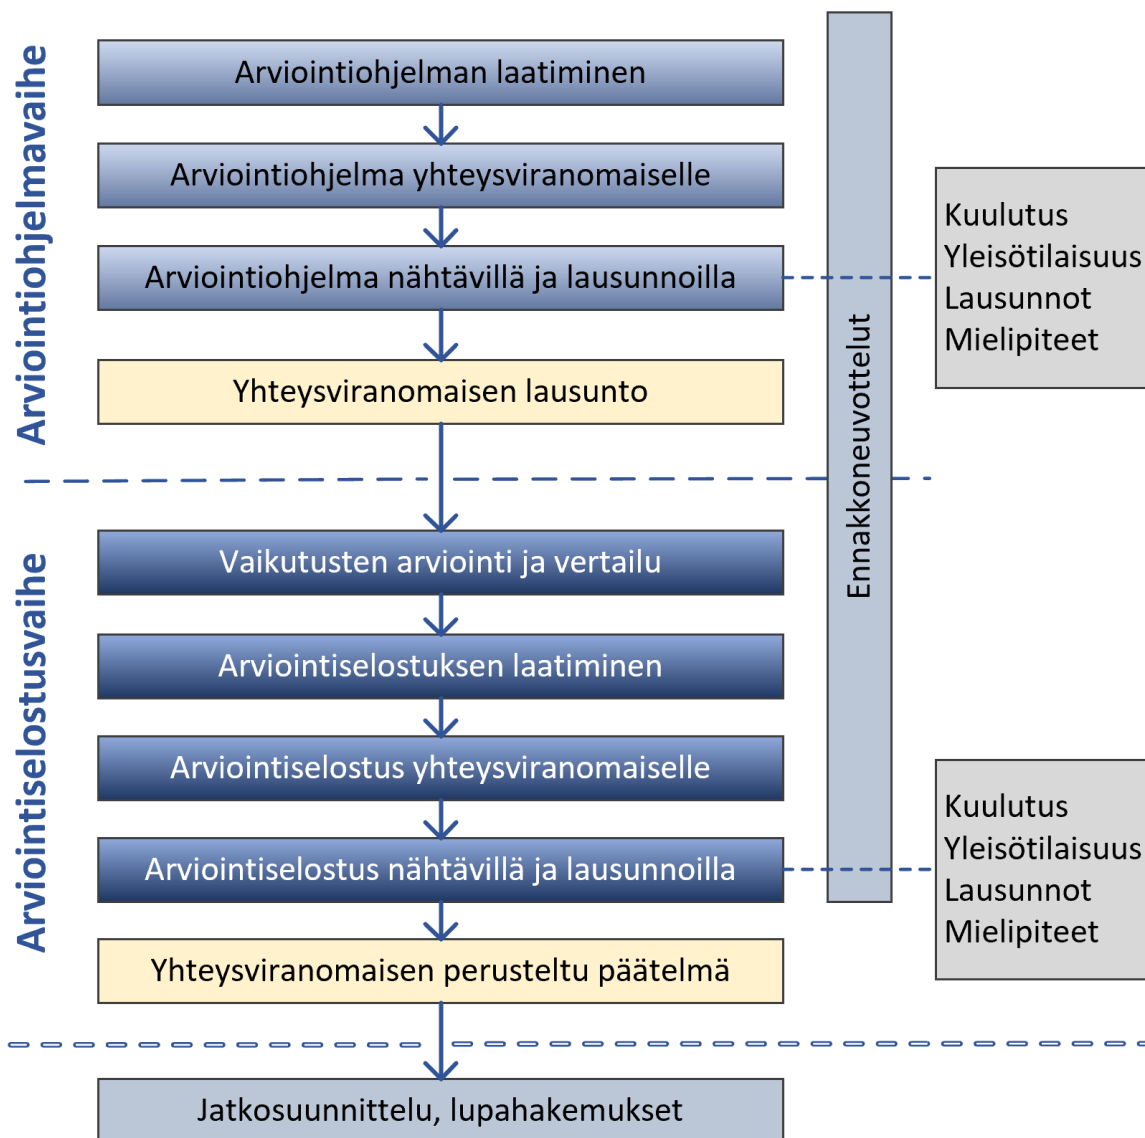 Arviointiohjelmavaihe
Arviointiohjelman laatiminen
Arviointiohjelma yhteysviranomaiselle
Arviointiohjelma nähtävillä ja lausunnoilla
Yhteysviranomaisen lausunto
Ennakkoneuvottelut
Kuulutus
Yleisötilaisuus
Lausunnot
Mielipiteet
Arviointiselostusvaihe
Vaikutusten arviointi ja vertailu
Arviointiselostuksen laatiminen
Arviointiselostus yhteysviranomaiselle
Arviointiselostus nähtävillä ja lausunnoilla
Yhteysviranomaisen perusteltu päätelmä
Kuulutus
Yleisötilaisuus
Lausunnot
Mielipiteet
Jatkosuunnittelu, lupahakemukset